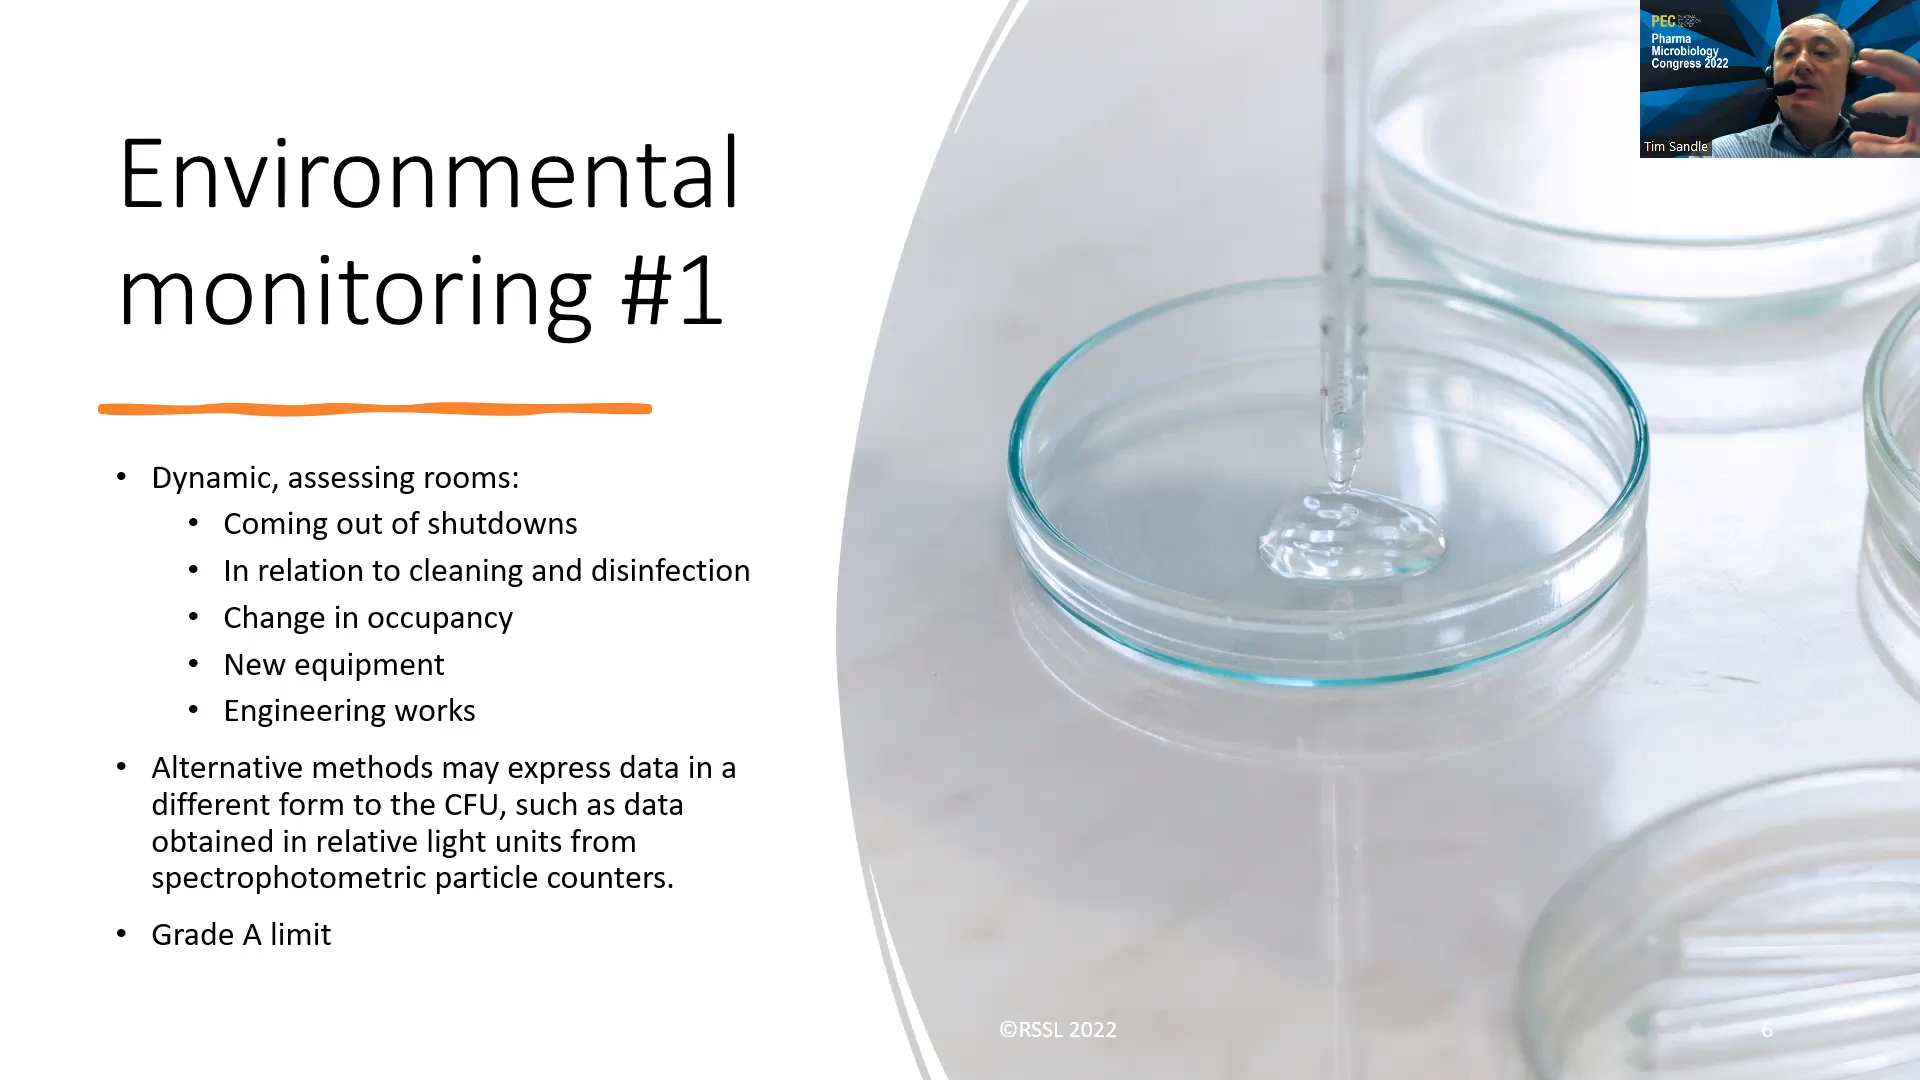 Environmental
monitoring #1
• Dynamic, assessing rooms:
• Coming out of shutdowns
• In relation to cleaning and disinfection
• Change in occupancy
• New equipment
• Engineering works
• Alternative methods may express data in a
different form to the CFU, such as data
obtained in relative light units from
spectrophotometric particle counters.
• Grade A limit
©RSSL 2022
6
PEC
Pharma
Microbiology
Congress 2022
Tim Sandle